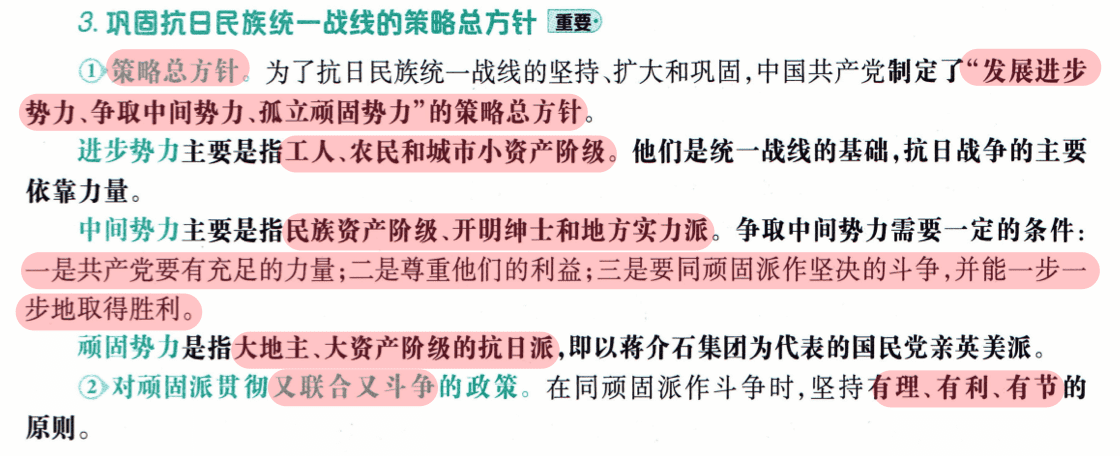 3. 巩固抗日民族统一战线的策略总方针 重要
①策略总方针。为了抗日民族统一战线的坚持、扩大和巩固,中国共产党制定了“发展进步
势力、争取中间势力、孤立顽固势力”的策略总方针。
进步势力主要是指工人、农民和城市小资产阶级。他们是统一战线的基础,抗日战争的主要
依靠力量。
中间势力主要是指民族资产阶级、开明绅士和地方实力派。争取中间势力需要一定的条件:
一是共产党要有充足的力量;二是尊重他们的利益;三是要同顽固派作坚决的斗争,并能一步一
步地取得胜利。
顽固势力是指大地主、大资产阶级的抗日派,即以蒋介石集团为代表的国民党亲英美派。
②对顽固派贯彻又联合又斗争的政策。在同顽固派作斗争时,坚持有理、有利、有节的
原则。